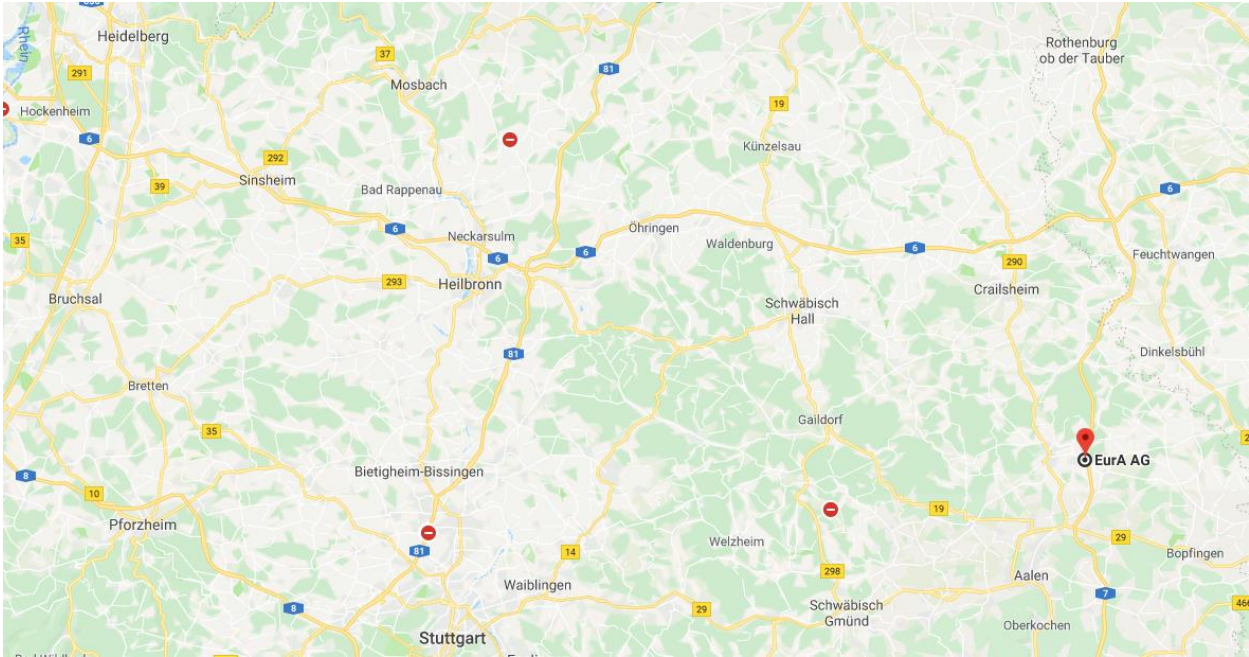 Rhein
Heidelberg
37
Rothenburg
ob der Tauber
291
81
Mosbach
Hockenheim
19
6
Künzelsau
292
39
Sinsheim
Bad Rappenau
6
6
35
Neckarsulm
Öhringen
Waldenburg
6
6
6
Feuchtwangen
290
293
Heilbronn
Crailsheim
Bruchsal
Schwäbisch
Hall
81
Dinkelsbühl
Bretten
Gaildorf
35
EurA AG
Bietigheim-Bissingen
8
10
19
Pforzheim
29
Welzheim
14
81
Bopfingen
298
Waiblingen
Aalen
7
8
29
Schwäbisch
Gmünd
466
Oberkochen
Stuttgart